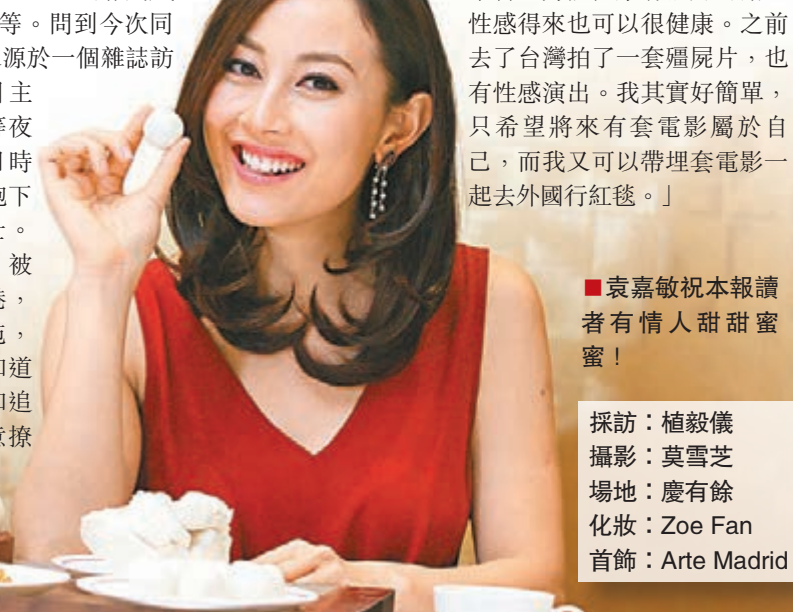 等。問到今次同
源於一個雜誌訪
主
夜
時
下
。
被
，
，
道
追
撩
性感得來也可以很健康。之前
去了台灣拍了一套殭屍片，也
有性感演出。我其實好簡單，
只希望將來有套電影屬於自
己，而我又可以帶埋套電影一
起去外國行紅毯。」
■袁嘉敏祝本報讀
者有情人甜甜蜜
蜜！
採訪：植毅儀
攝影：莫雪芝
場地：慶有餘
化妝：Zoe Fan
首飾：Arte Madrid